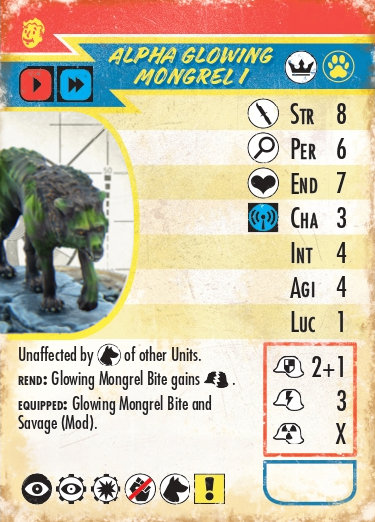 ALPHA GLOWING
MONGREL I
STR 8
PER 6
END 7
CHA 3
INT 4
AGI 4
LUC 1
Unaffected by of other Units.
REND: Glowing Mongrel Bite gains .
EQUIPPED: Glowing Mongrel Bite and
Savage (Mod).
2+1
3
X
!